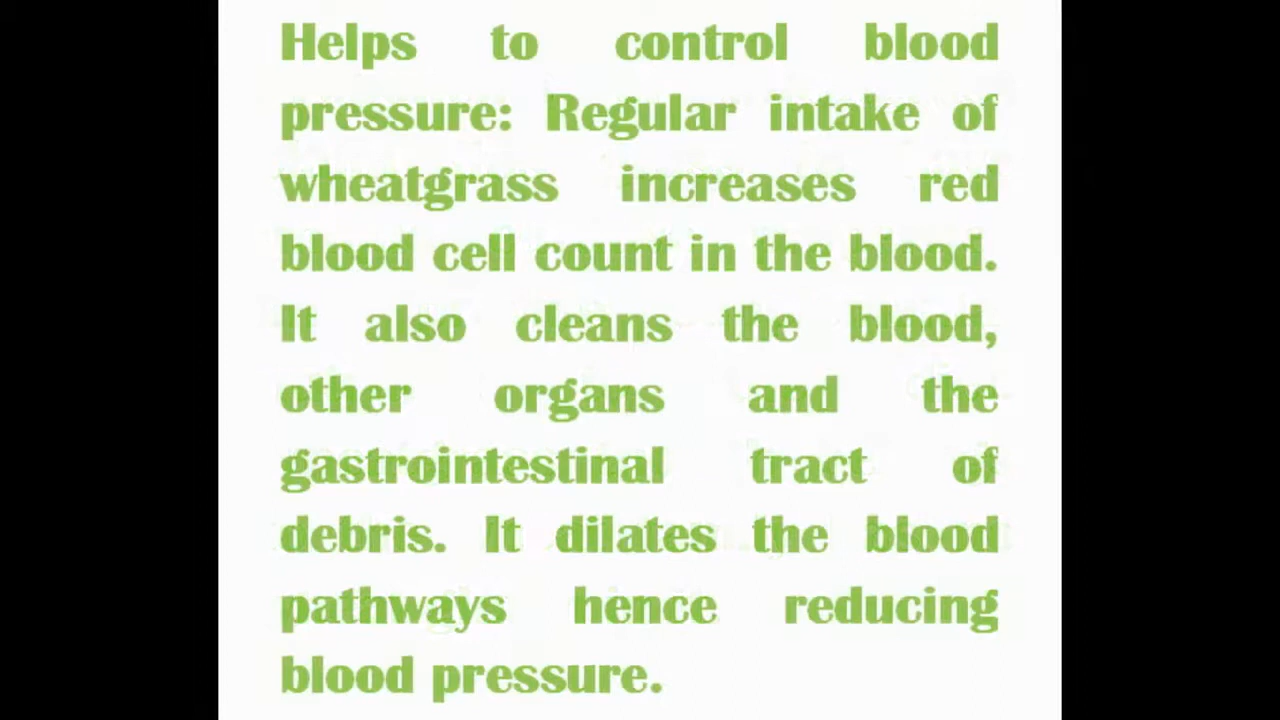 Helps to control blood
pressure: Regular intake of
wheatgrass increases red
blood cell count in the blood.
It also cleans the blood,
other organs and the
gastrointestinal tract of
debris. It dilates the blood
pathways hence reducing
blood pressure.